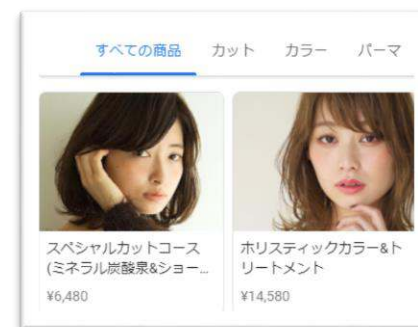 すべての商品 カット カラー パーマ
スペシャルカットコース
(ミネラル炭酸泉&ショー...
¥6,480
ホリスティックカラー&ト
リートメント
¥14,580